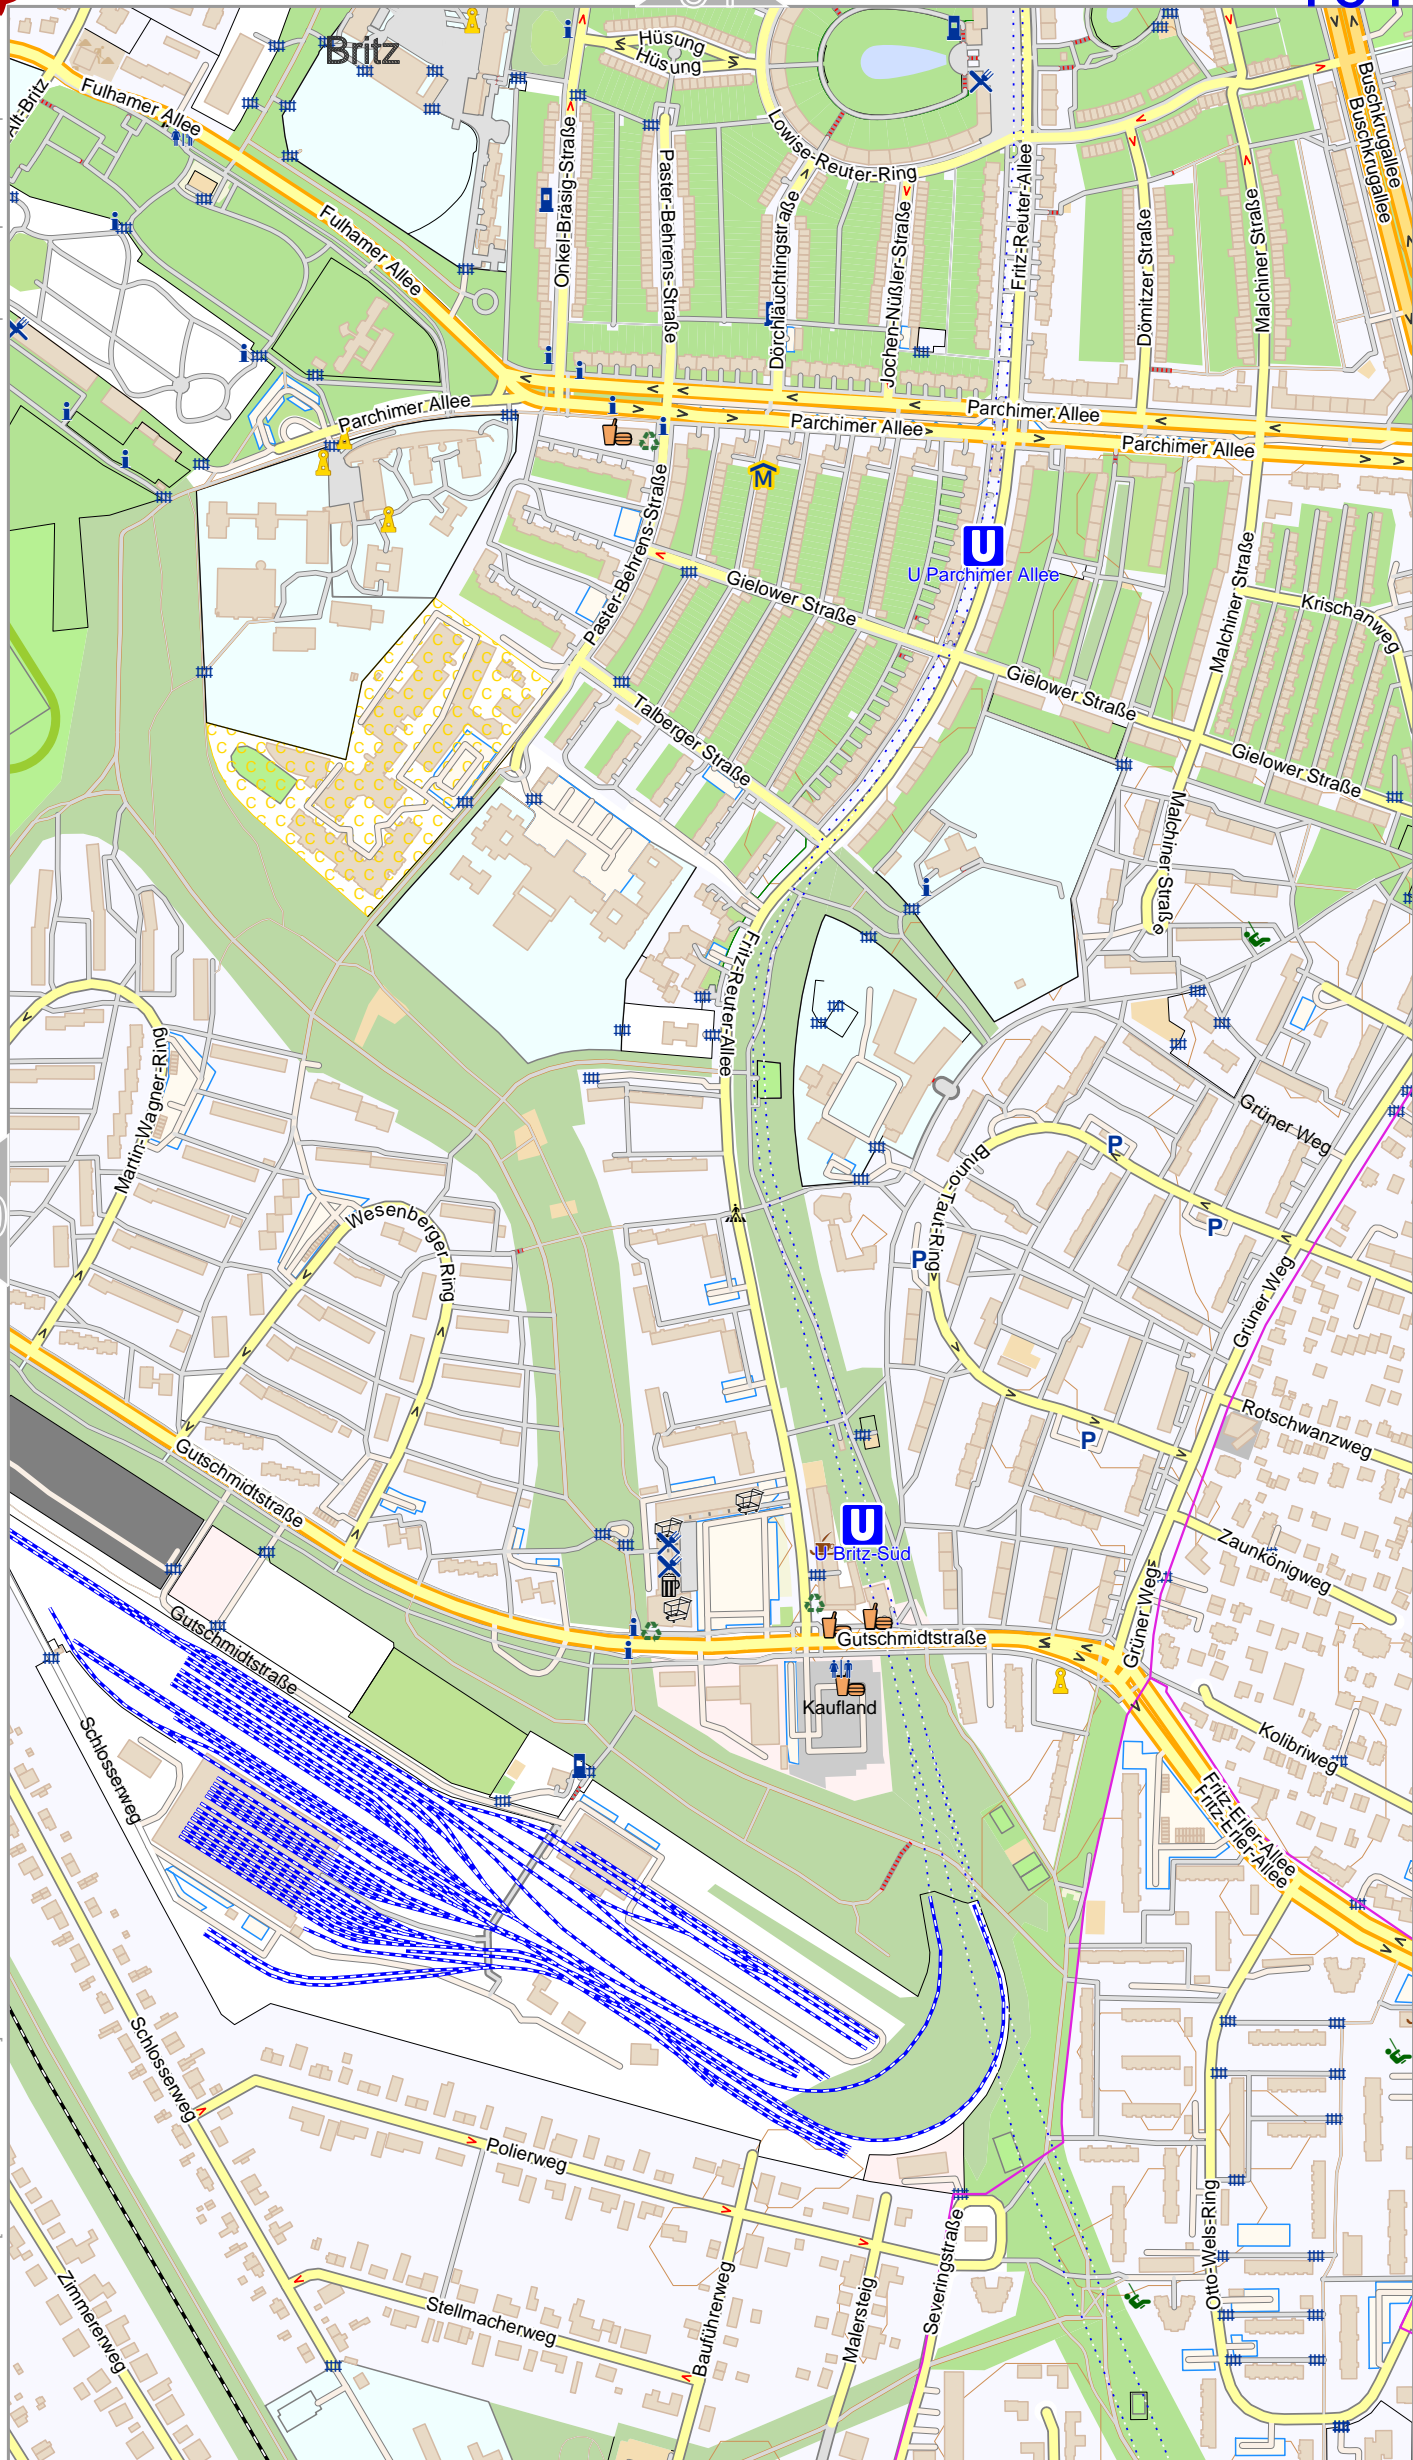 Britz
Hüsung
Hüsung
Alt-Britz
Fulhamer Allee
Fulhamer Allee
Onkel-Bräsig-Straße
Paster-Behrens-Straße
Lowise-Reuter-Ring
Dörchläuchtingstraße
Jochen-Nüßler-Straße
Fritz-Reuter-Allee
Dömitzer Straße
Malchiner Straße
Buschkrugallee
Buschkrugallee
Parchimer Allee
Parchimer Allee
Parchimer Allee
Parchimer Allee
M
U
U Parchimer Allee
Paster-Behrens-Straße
Gielower Straße
Gielower Straße
Gielower Straße
Malchiner Straße
Krischanweg
Talberger Straße
Malchiner Straße
Fritz-Reuter-Allee
Martin-Wagner-Ring
Wesenberger Ring
Bruno-Taut-Ring
P
P
P
P
Grüner Weg
Grüner Weg
Rotschwanzweg
Zaunkönigweg
Grüner Weg
Gutschmidtstraße
Gutschmidtstraße
Gutschmidtstraße
U
U Britz-Süd
Kaufland
Kolibriweg
Fritz-Erler-Allee
Fritz-Erler-Allee
Schlosserweg
Schlosserweg
Polierweg
Stellmacherweg
Bauführerweg
Malersteig
Severingstraße
Otto-Wels-Ring
Zimmererweg